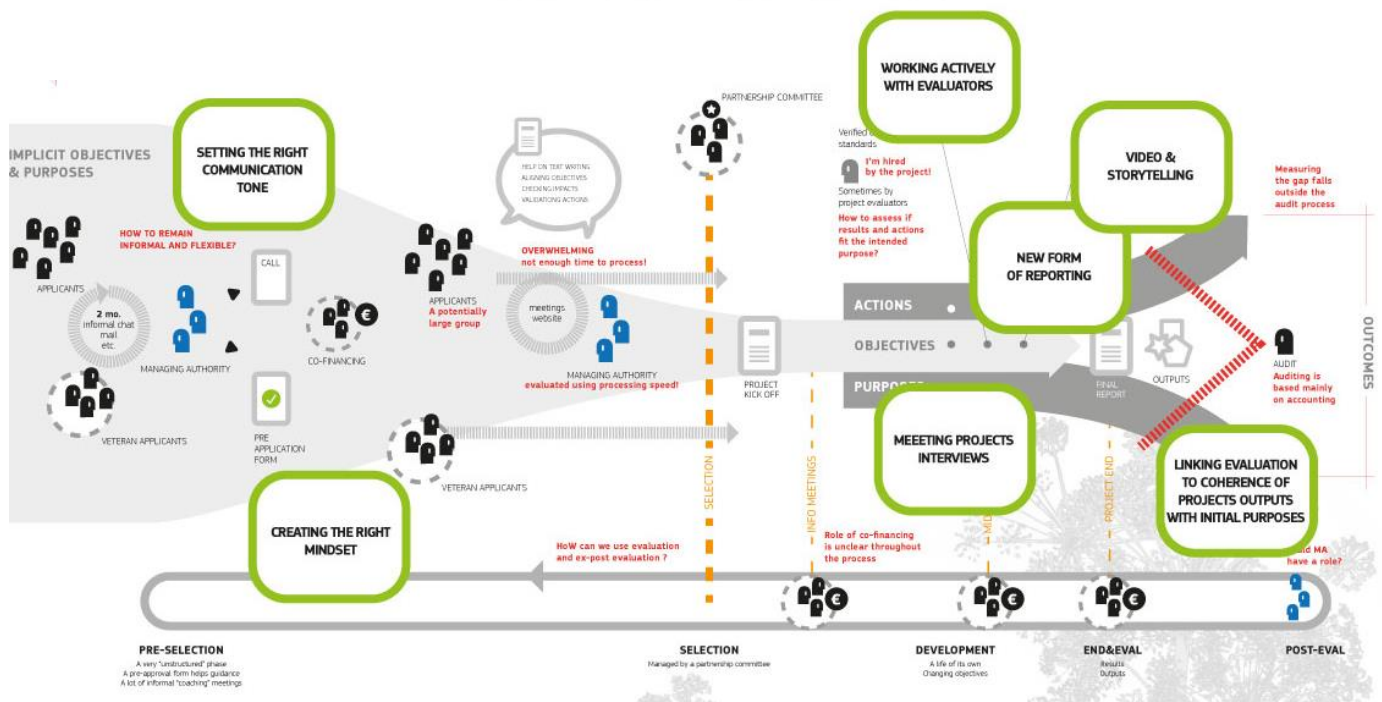 IMPLICIT OBJECTIVES
& PURPOSES
SETTING THE RIGHT
COMMUNICATION
TONE
HOW TO REMAIN
INFORMAL AND FLEXIBLE?
APPLICANTS
2 mo.
informal chat
mail
etc.
MANAGING AUTHORITY
VETERAN APPLICANTS
CALL
CO-FINANCING
€
PRE
APPLICATION
FORM
CREATING THE RIGHT
MINDSET
HELP ON TEXT WRITING
ALIGNING OBJECTIVES
CHECKING IMPACTS
VALIDATICING ACTIONS
OVERWHELMING
not enough time to process!
APPLICANTS
A potentially
large group
meetings
website
MANAGING AUTHORITY
evaluated using processing speed!
VETERAN APPLICANTS
PARTNERSHIP COMMITTEE
SELECTION
PROJECT
KICK OFF
WORKING ACTIVELY
WITH EVALUATORS
Verified
standards
I'm hired
by the project!
Sometimes by
project evaluators
How to assess if
results and actions
fit the intended
purpose?
VIDEO &
STORYTELLING
NEW FORM
OF REPORTING
ACTIONS
OBJECTIVES
MEEETING PROJECTS
INTERVIEWS
INFO MEETINGS
PROJECT END
FINAL
REPORT
OUTPUTS
Measuring
the gap falls
outside the
audit process
AUDIT
Auditing is
based mainly
on accounting
OUTCOMES
LINKING EVALUATION
TO COHERENCE OF
PROJECTS OUTPUTS
WITH INITIAL PURPOSES
MA
have a role?
HoW can we use evaluation
and ex-post evaluation ?
Role of co-financing
is unclear throughout
the process
€
€
€
PRE-SELECTION
A very "unstructured" phase
A pre-approval form helps guidance
A lot of informal "coaching" meetings
SELECTION
Managed by a partnership committee
DEVELOPMENT
A life of its own
Changing objectives
END&EVAL
Results
Outputs
POST-EVAL